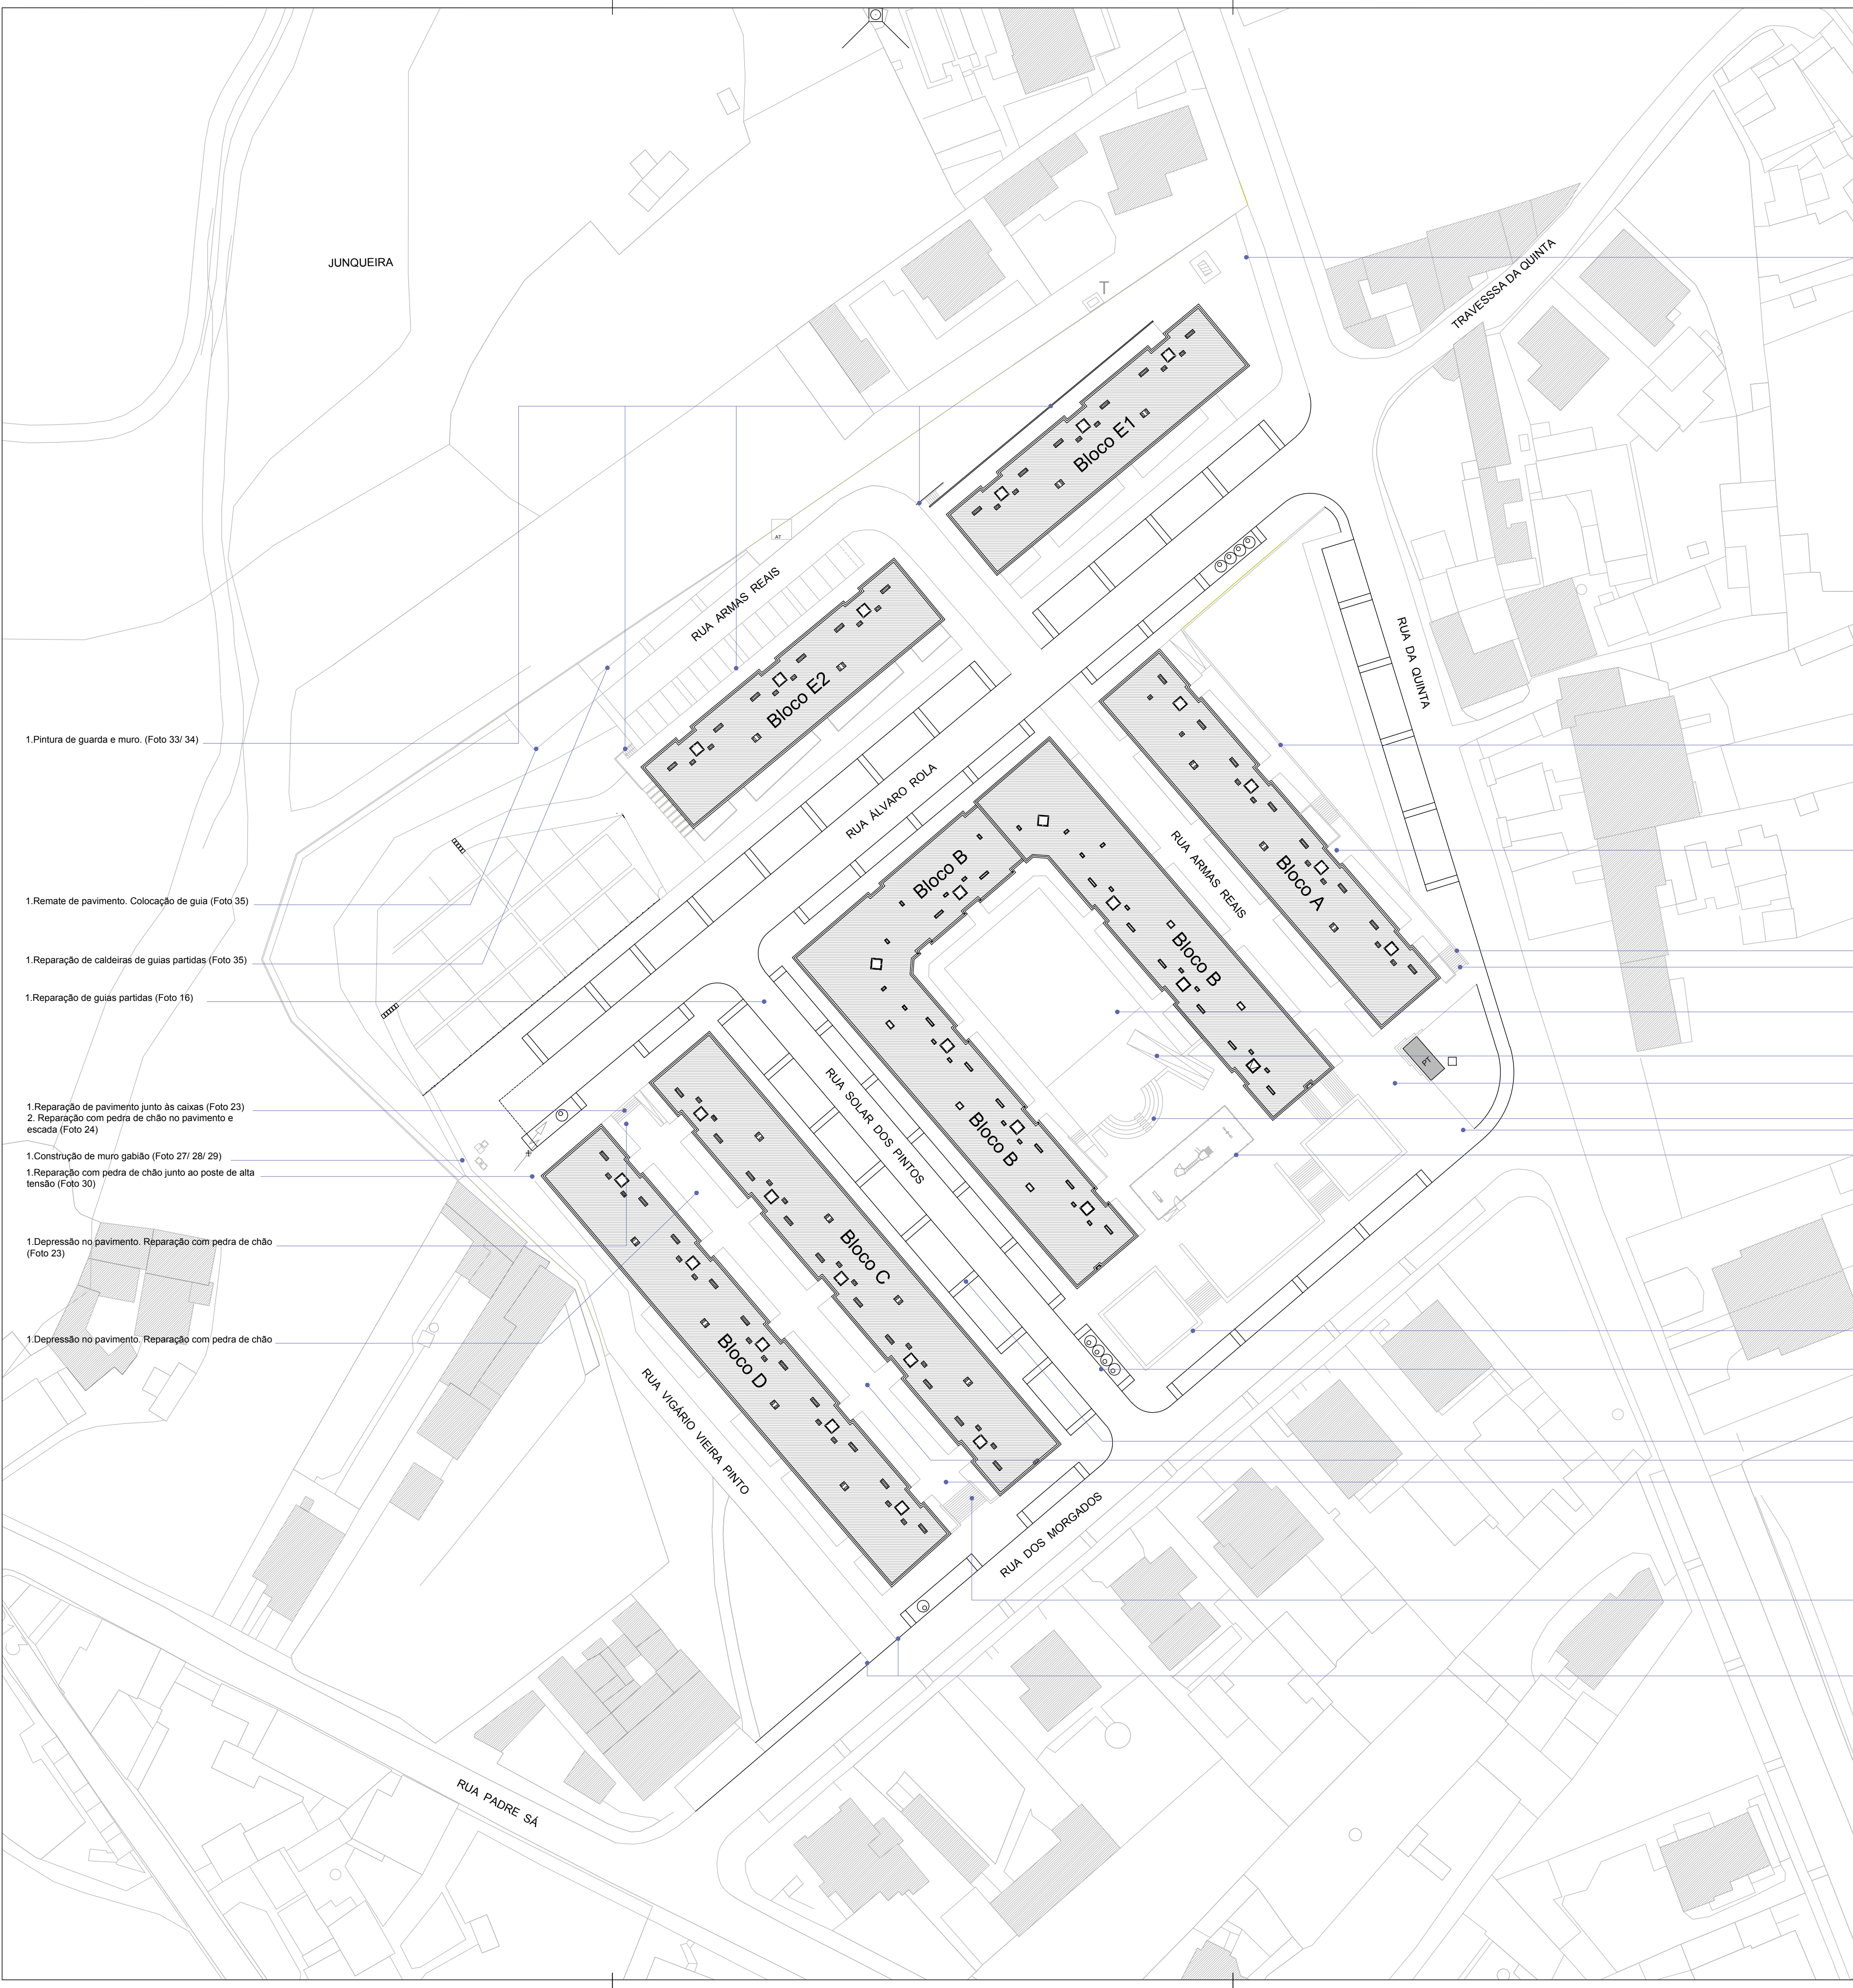 JUNQUEIRA
T
TRAVESSSA DA QUINTA
Bloco E1
AT
RUA ARMAS REAIS
RUA DA QUINTA
Bloco E2
1.Pintura de guarda e muro. (Foto 33/ 34)
RUA ÁLVARO ROLA
RUA ARMAS REAIS
Bloco B
Bloco A
1.Remate de pavimento. Colocação de guia (Foto 35)
Bloco B
1.Reparação de caldeiras de guias partidas (Foto 35)
1.Reparação de guias partidas (Foto 16)
PT
RUA SOLAR DOS PINTOS
1.Reparação de pavimento junto às caixas (Foto 23)
2. Reparação com pedra de chão no pavimento e
escada (Foto 24)
Bloco B
1.Construção de muro gabião (Foto 27/ 28/ 29)
1.Reparação com pedra de chão junto ao poste de alta
tensão (Foto 30)
1.Depressão no pavimento. Reparação com pedra de chão
(Foto 23)
Bloco C
1.Depressão no pavimento. Reparação com pedra de chão
Bloco D
RUA VIGÁRIO VIEIRA PINTO
RUA DOS MORGADOS
RUA PADRE SÁ